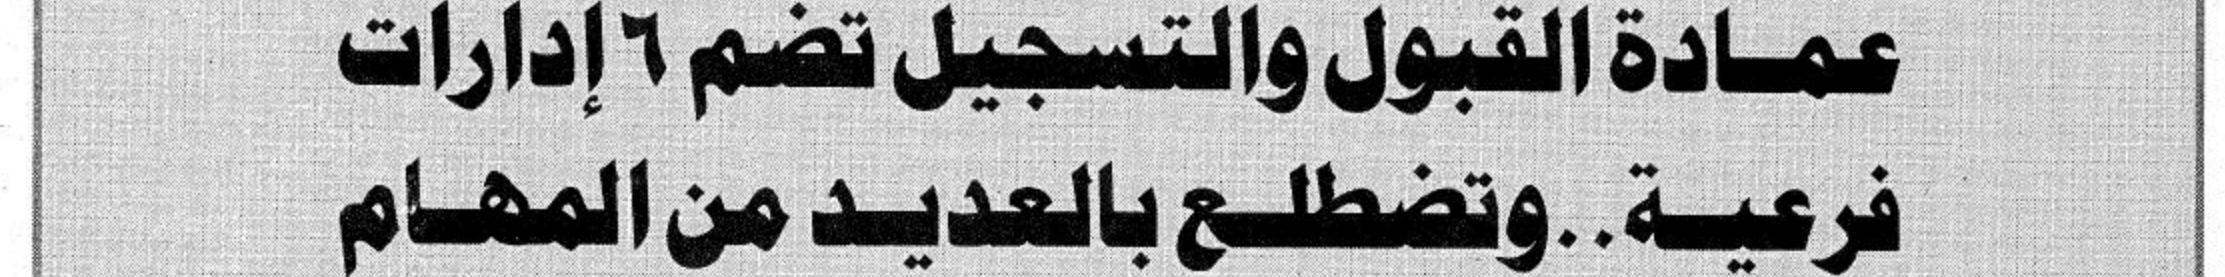 عمادة القبول والتسجيل تضم ٦ إدارات
فرعية..وتضطلع بالعديد من المهام